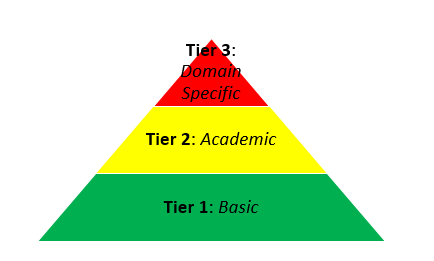 Tier 3:
Domain
Specific
Tier 2: Academic
Tier 1: Basic